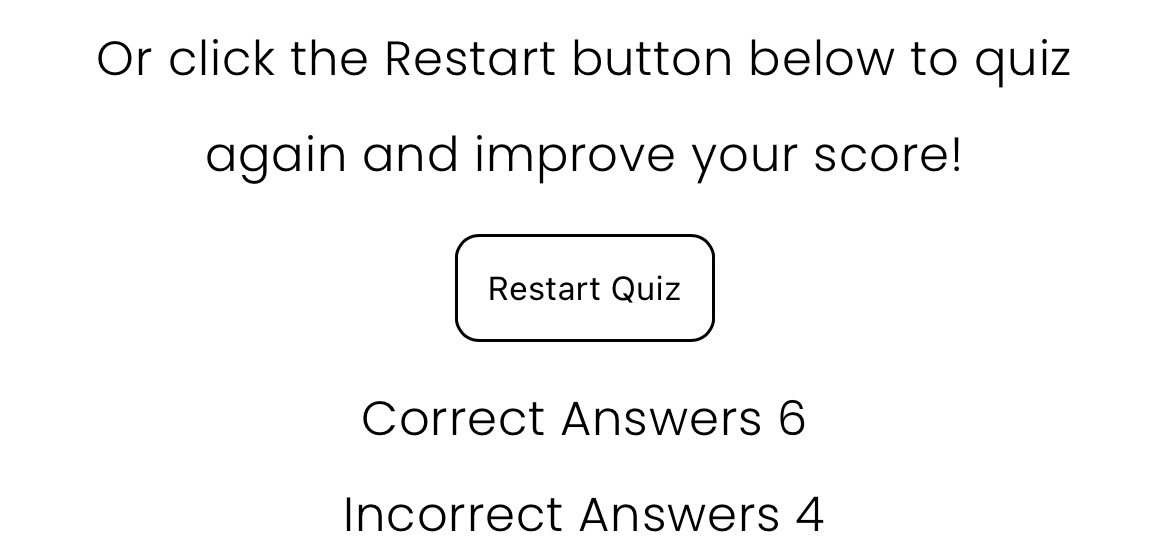 Or click the Restart button below to quiz
again and improve your score!
Restart Quiz
Correct Answers 6
Incorrect Answers 4